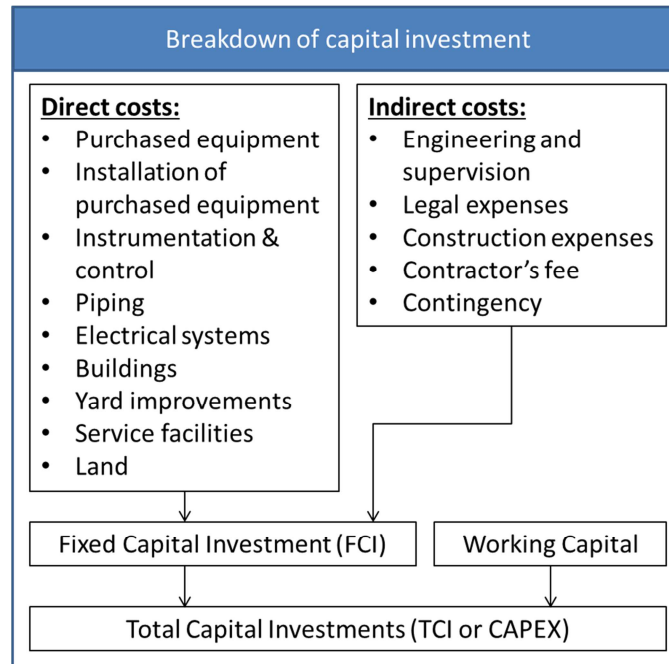 Breakdown of capital investment
Direct costs:
• Purchased equipment
• Installation of
purchased equipment
• Instrumentation &
control
• Piping
• Electrical systems
• Buildings
• Yard improvements
• Service facilities
• Land
Indirect costs:
• Engineering and
supervision
• Legal expenses
• Construction expenses
• Contractor's fee
• Contingency
Fixed Capital Investment (FCI)
Working Capital
Total Capital Investments (TCI or CAPEX)